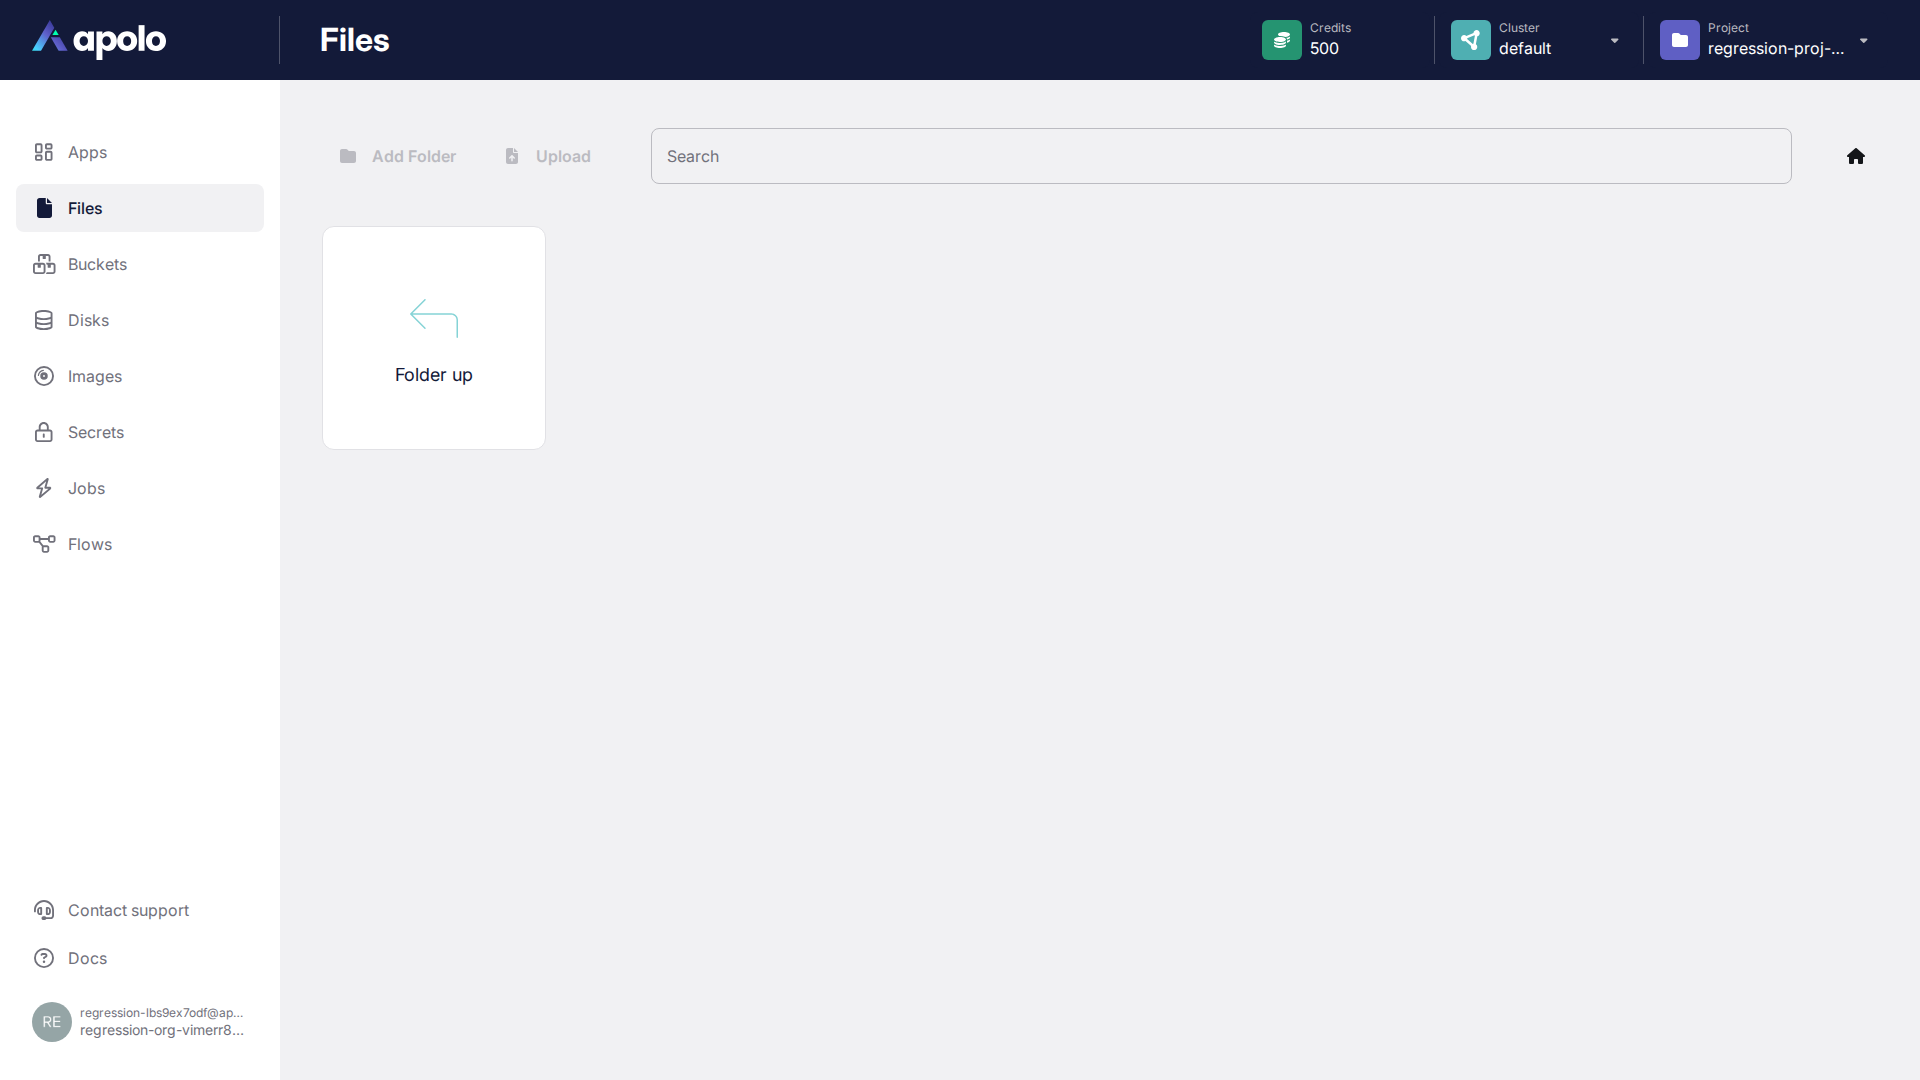 apolo
Files
Credits
500
Cluster
default
Project
regression-proj-...
Apps
Files
Buckets
Disks
Images
Secrets
Jobs
Flows
Add Folder
Upload
Search
Folder up
Contact support
Docs
RE
regression-lbs9ex7odf@ap...
regression-org-vimerr8...